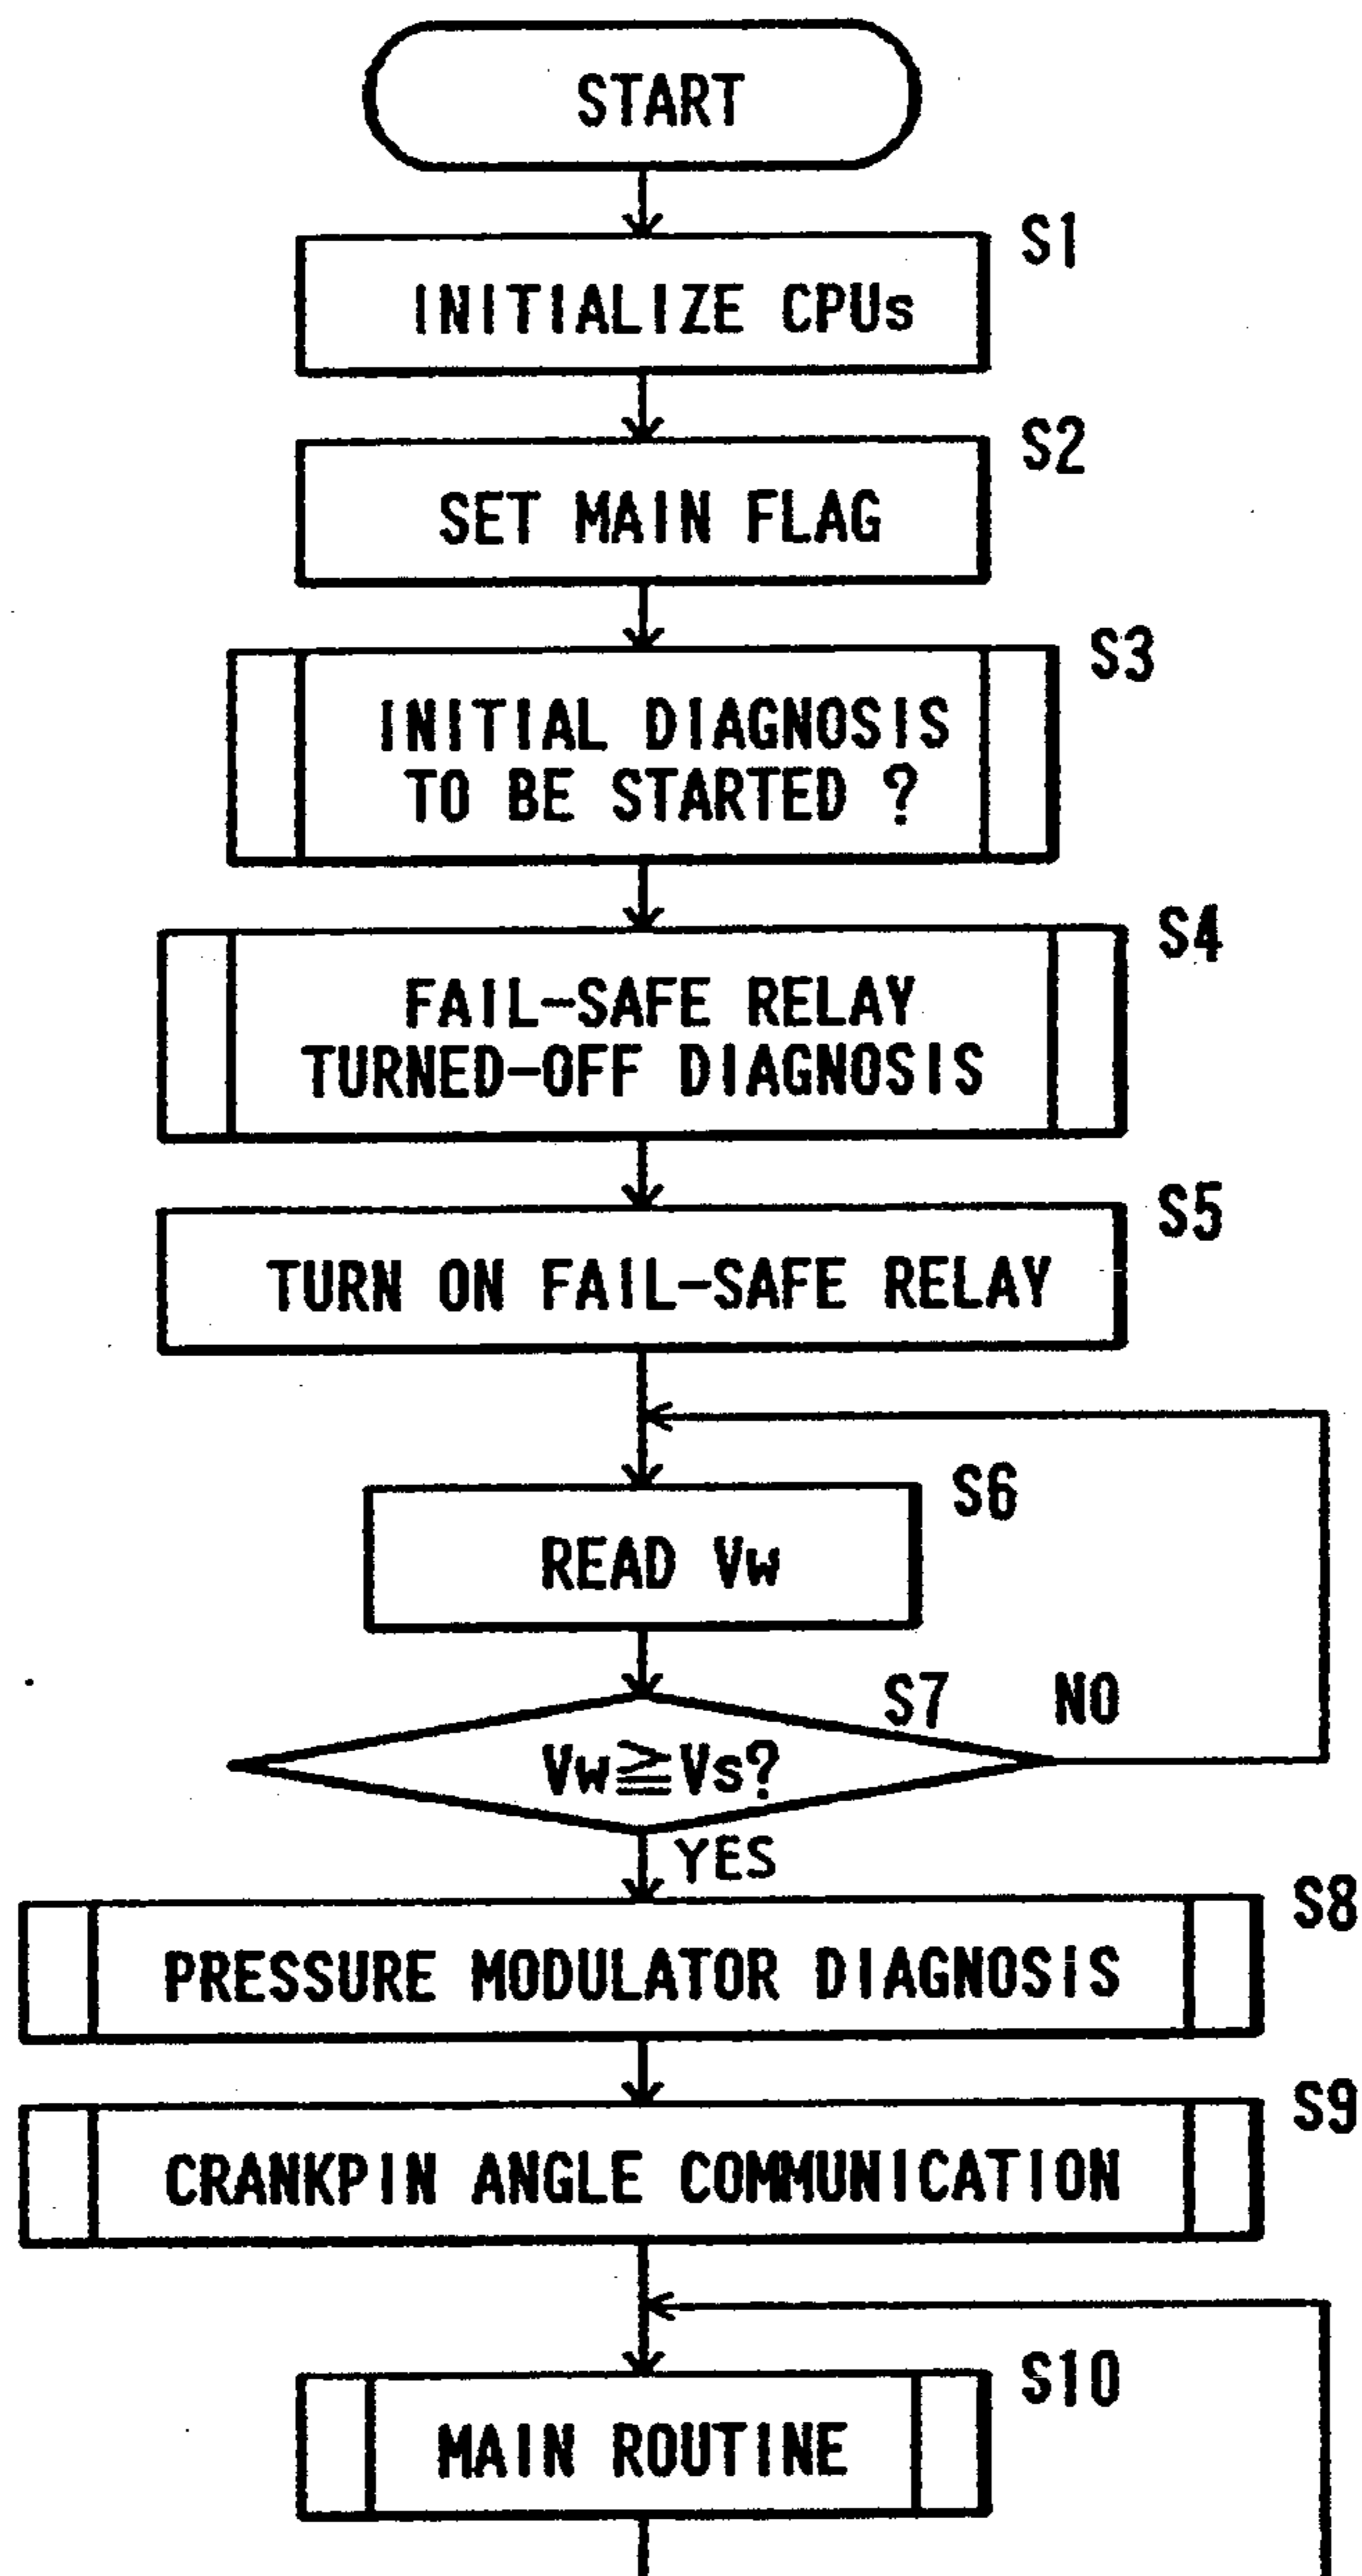 START
S1
INITIALIZE CPUs
S2
SET MAIN FLAG
S3
INITIAL DIAGNOSIS
TO BE STARTED ?
S4
FAIL-SAFE RELAY
TURNED-OFF DIAGNOSIS
S5
TURN ON FAIL-SAFE RELAY
S6
READ Vw
S7 NO
Vw≧Vs?
YES
S8
PRESSURE MODULATOR DIAGNOSIS
S9
CRANKPIN ANGLE COMMUNICATION
S10
MAIN ROUTINE